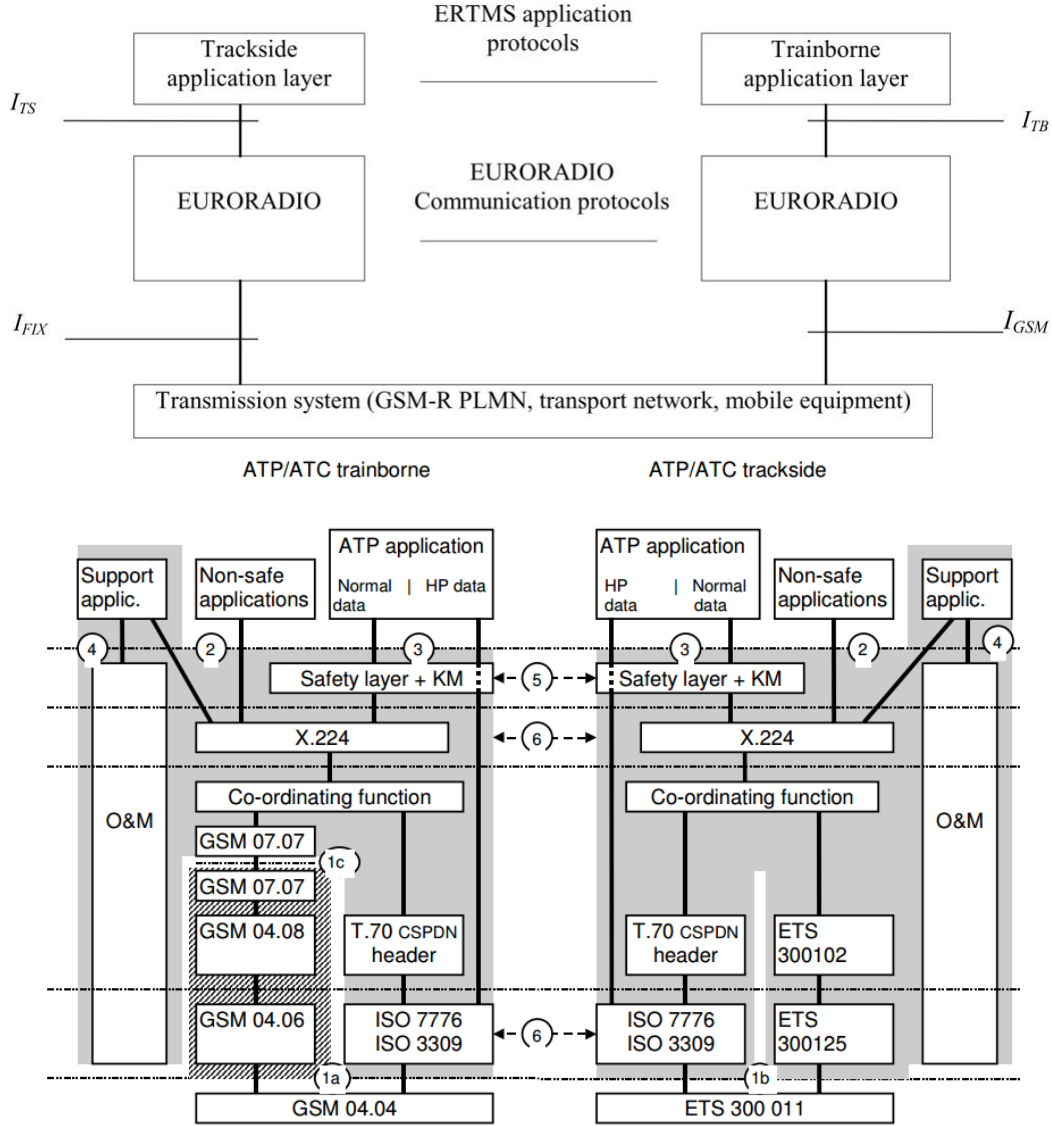 ERTMS application
protocols
Trackside
application layer
Trainborne
application layer
I_TS
I_TB
EURORADIO
EURORADIO
Communication protocols
EURORADIO
I_FIX
I_GSM
Transmission system (GSM-R PLMN, transport network, mobile equipment)
ATP/ATC trainborne
ATP/ATC trackside
Support
applic.
Non-safe
applications
ATP application
Normal | HP data
data
ATP application
HP | Normal
data data
Non-safe
applications
Support
applic.
4
2
3
3
2
4
Safety layer + KM
5
Safety layer + KM
X.224
6
X.224
Co-ordinating function
Co-ordinating function
O&M
O&M
GSM 07.07
1c
GSM 07.07
GSM 04.08
T.70 CSPDN
header
T.70 CSPDN
header
ETS
300102
GSM 04.06
ISO 7776
ISO 3309
6
ISO 7776
ISO 3309
ETS
300125
1a
1b
GSM 04.04
ETS 300 011